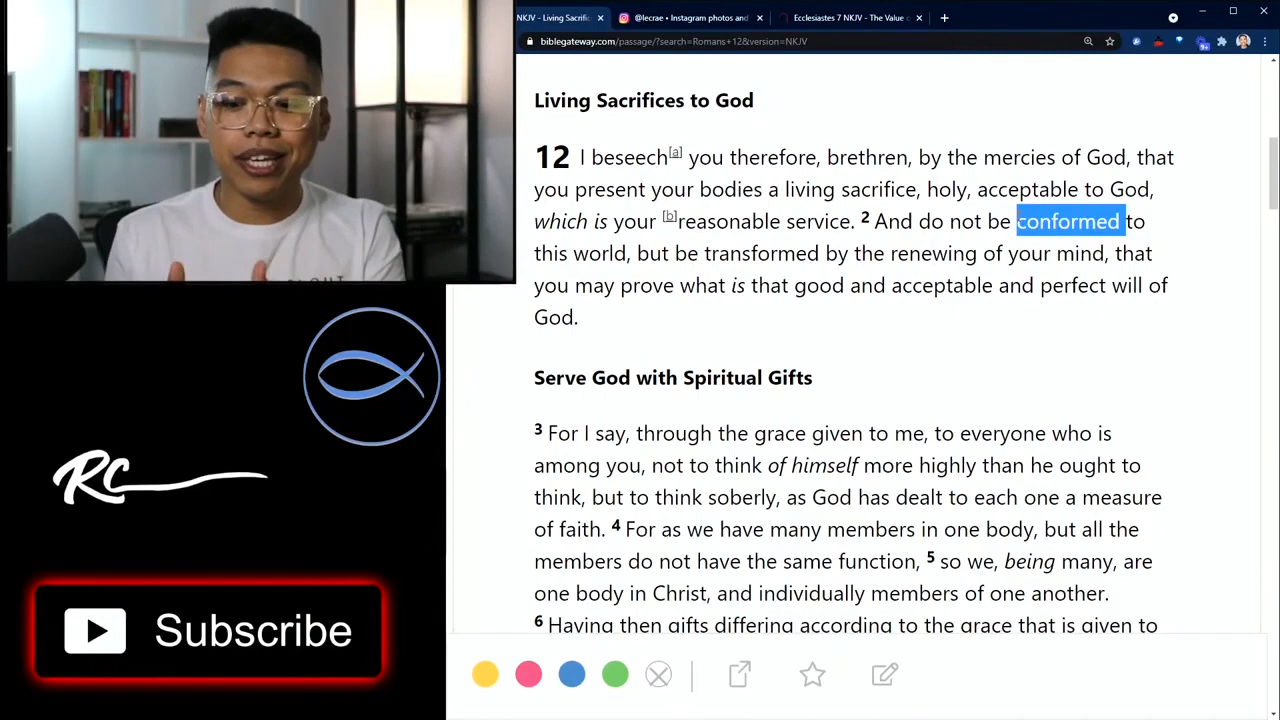 NKJV - Living Sacrific
@lecrae • Instagram photos and
Ecclesiastes 7 NKJV - The Value
biblegateway.com/passage/?search=Romans+12&version=NKJV
Living Sacrifices to God
12 I beseech[a] you therefore, brethren, by the mercies of God, that
you present your bodies a living sacrifice, holy, acceptable to God,
which is your [b]reasonable service. 2 And do not be conformed to
this world, but be transformed by the renewing of your mind, that
you may prove what is that good and acceptable and perfect will of
God.
Serve God with Spiritual Gifts
3 For I say, through the grace given to me, to everyone who is
among you, not to think of himself more highly than he ought to
think, but to think soberly, as God has dealt to each one a measure
of faith. 4 For as we have many members in one body, but all the
members do not have the same function, 5 so we, being many, are
one body in Christ, and individually members of one another.
6 Having then gifts differing according to the grace that is given to
RC
Subscribe